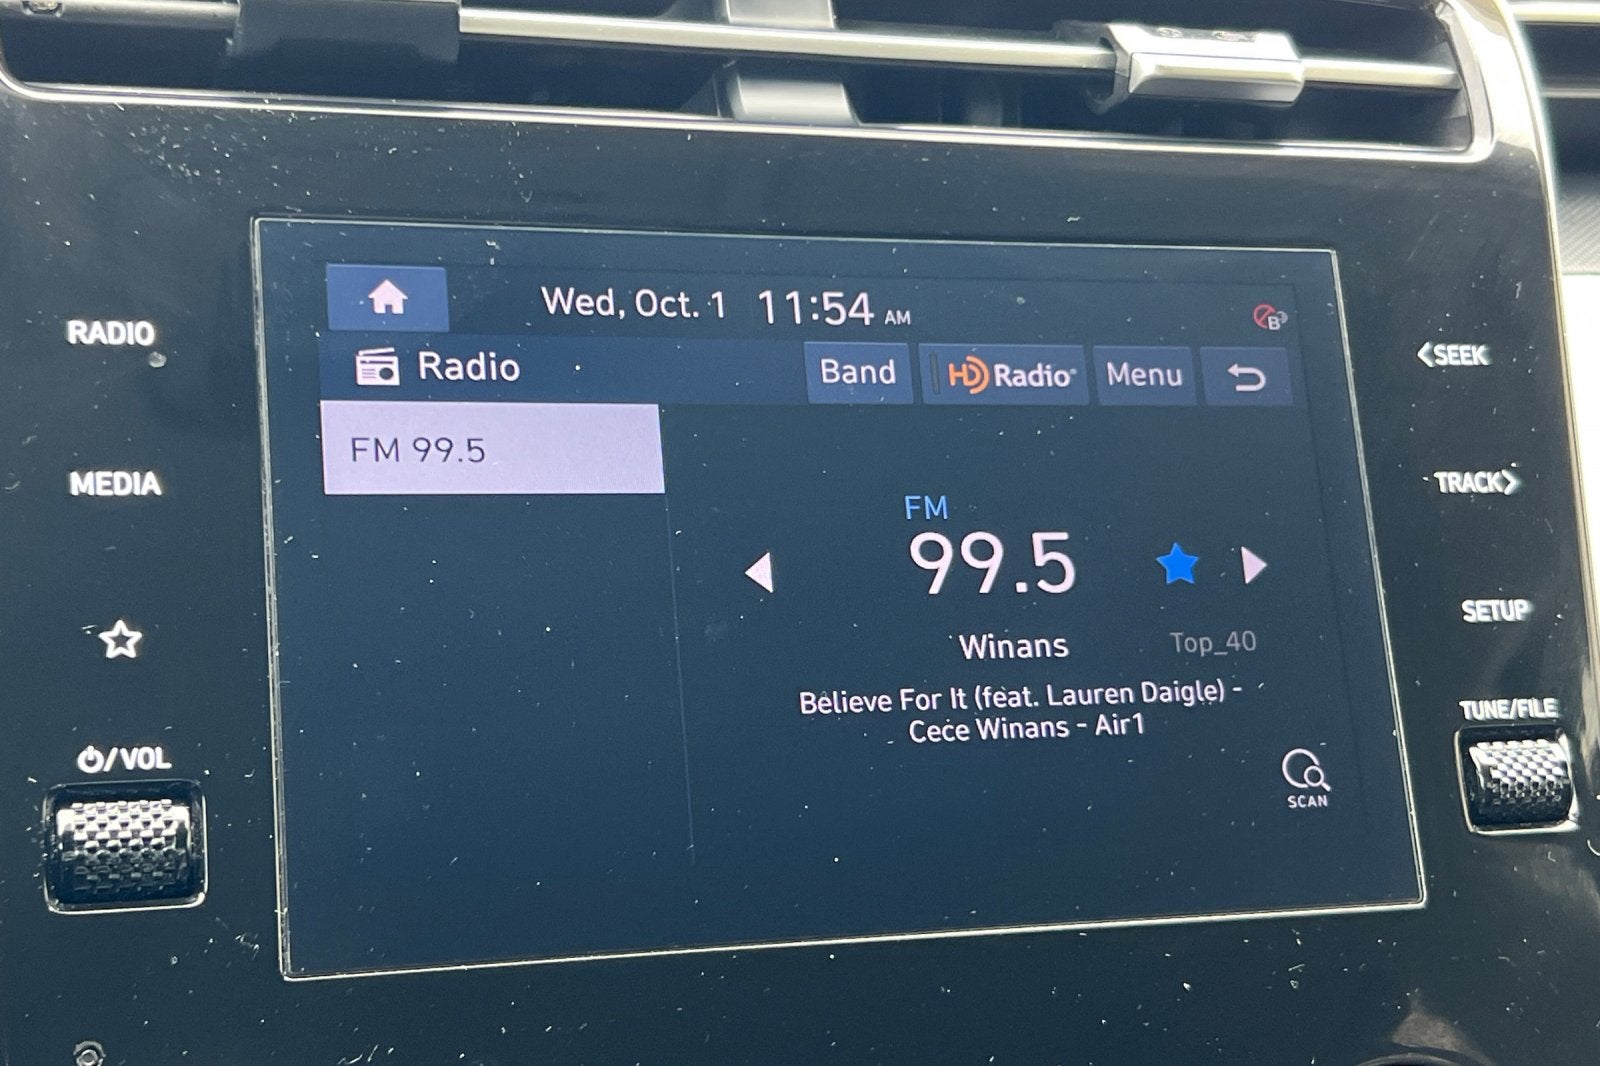 Wed, Oct. 1 11:54 AM
B
RADIO
Radio
Band
HD Radio
Menu
<SEEK
FM 99.5
MEDIA
TRACK>
FM
99.5
SETUP
Winans
Top_40
Believe For It (feat. Lauren Daigle) -
Cece Winans - Air1
TUNE/FILE
/VOL
SCAN